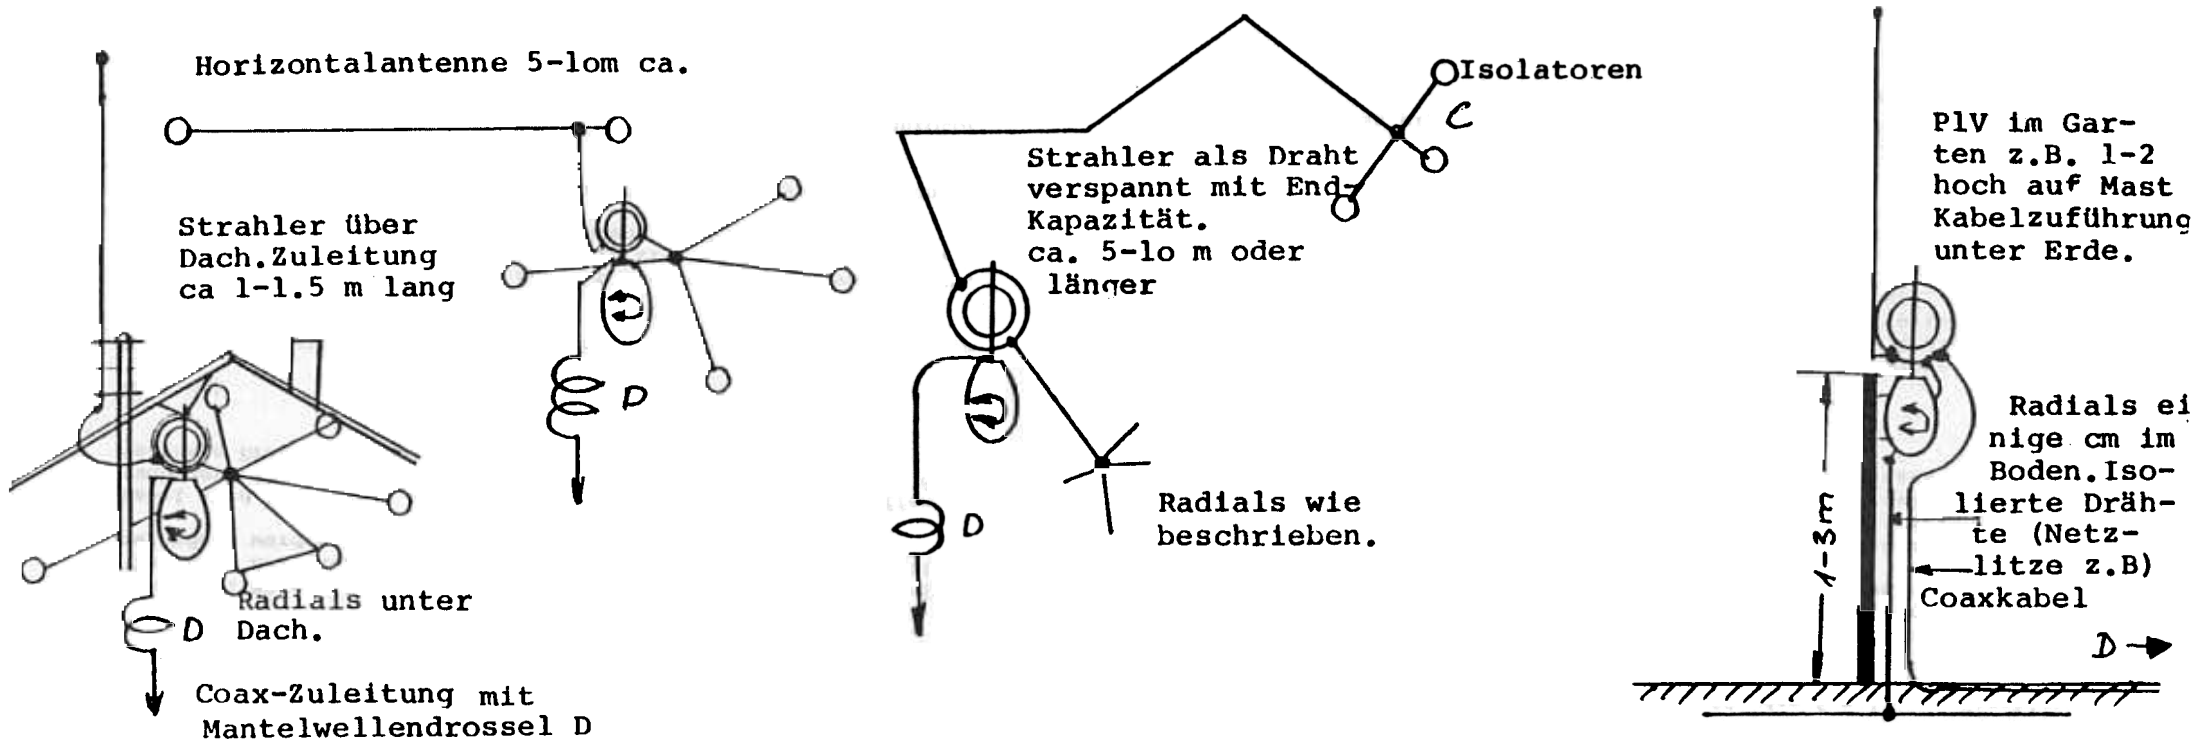 Horizontalantenne 5-lom ca.
Strahler über
Dach.Zuleitung
ca l-l.5 m lang
D
Radials unter
Dach.
D
Coax-Zuleitung mit
Mantelwellendrossel D
Isolatoren
C
Strahler als Draht
verspannt mit End-
Kapazität.
ca. 5-lo m oder
länger
D
Radials wie
beschrieben.
PlV im Gar-
ten z.B. l-2
hoch auf Mast
Kabelzuführung
unter Erde.
Radials ei
nige cm im
Boden.Iso-
lierte Dräh-
te (Netz-
litze z.B)
Coaxkabel
1-3m
D